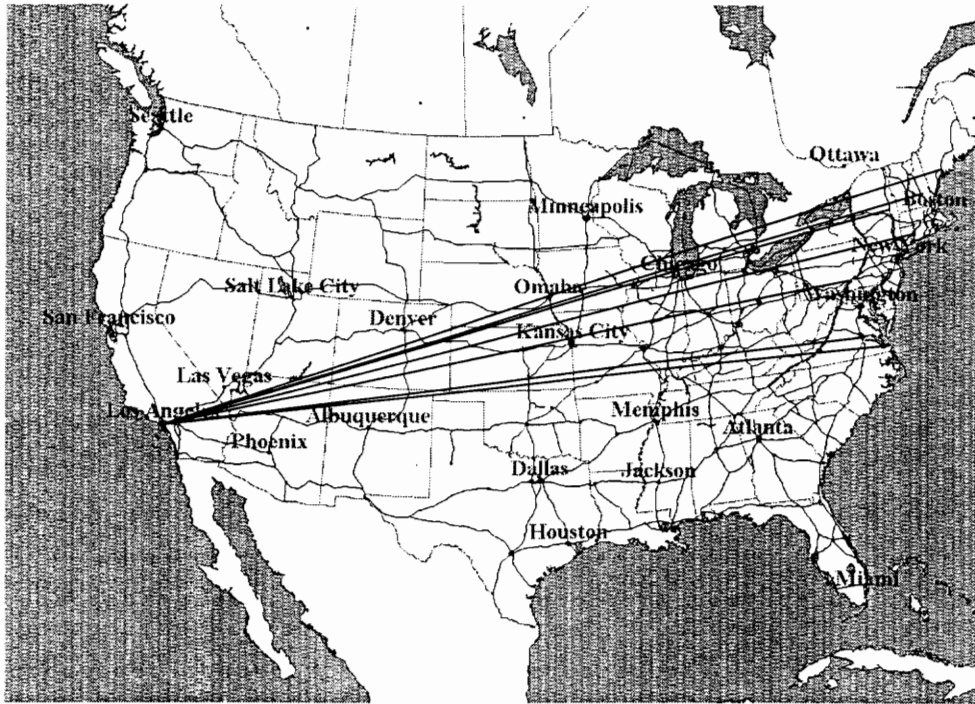 Seattle
Ottawa
Boston
Minneapolis
New York
Chicago
Salt Lake City
Omaha
Washington
San Francisco
Denver
Kansas City
Las Vegas
Los Angeles
Albuquerque
Memphis
Phoenix
Atlanta
Dallas
Jackson
Houston
Miami